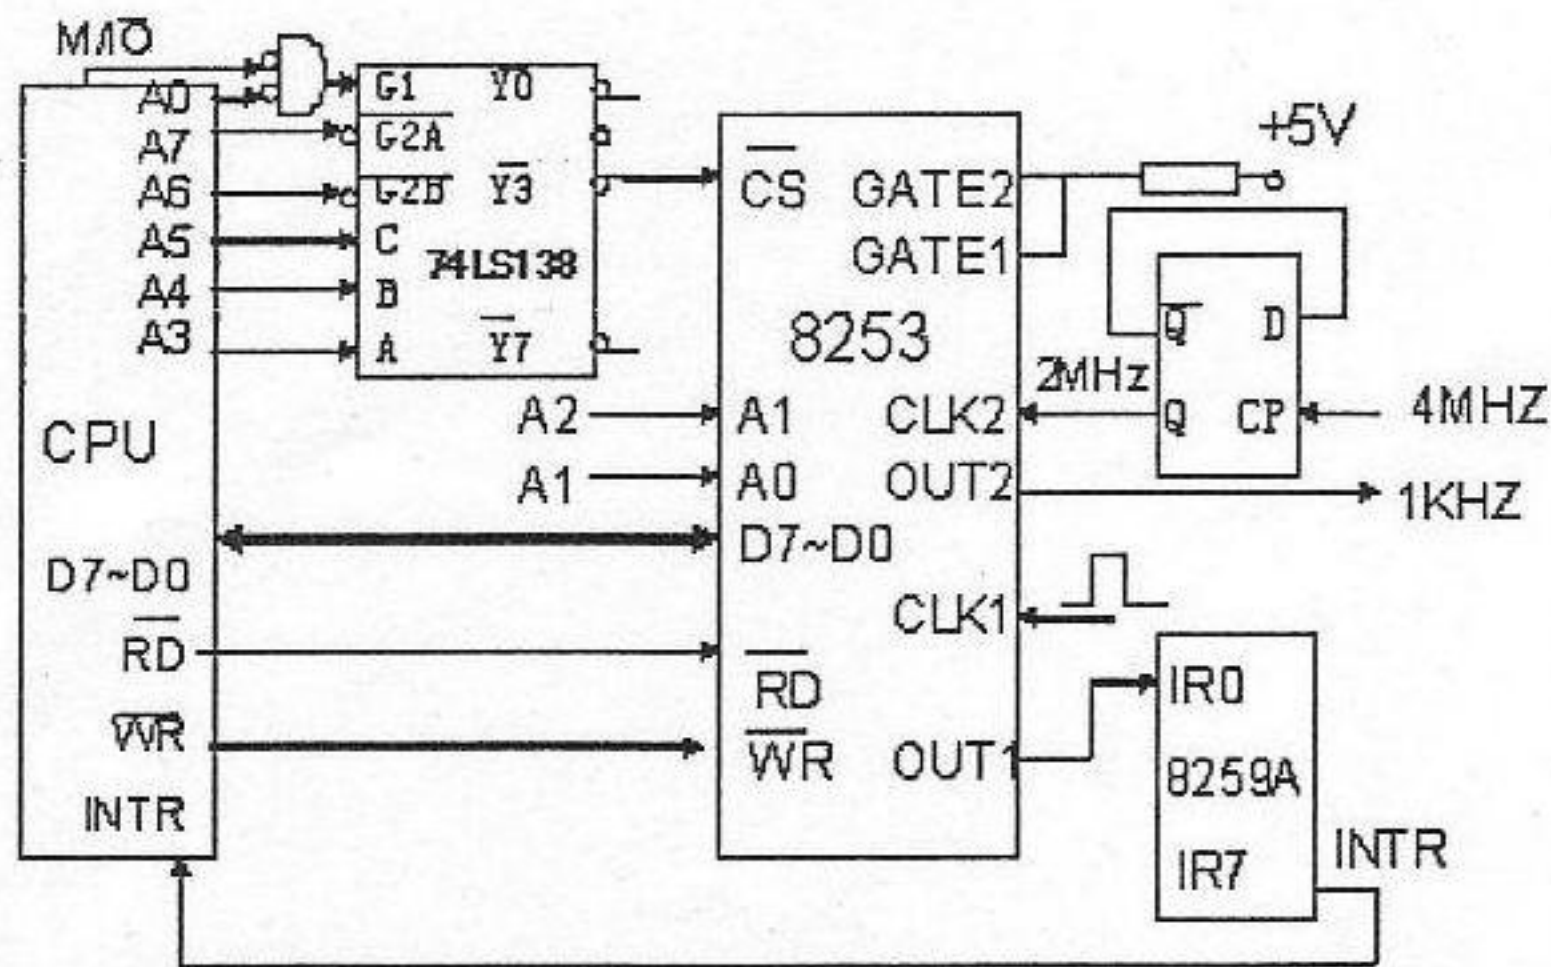 M/IO
A0
A7
A6
A5
A4
A3
CPU
D7~D0
RD
WR
INTR
G1 Y0
G2A
G2B Y3
C
74LS138
B
A Y7
A2
A1
CS GATE2
GATE1
8253
A1 CLK2
A0 OUT2
D7~D0
CLK1
RD
WR OUT1
+5V
Q D
2MHz
Q CP
4MHZ
1KHZ
IR0
8259A
IR7
INTR